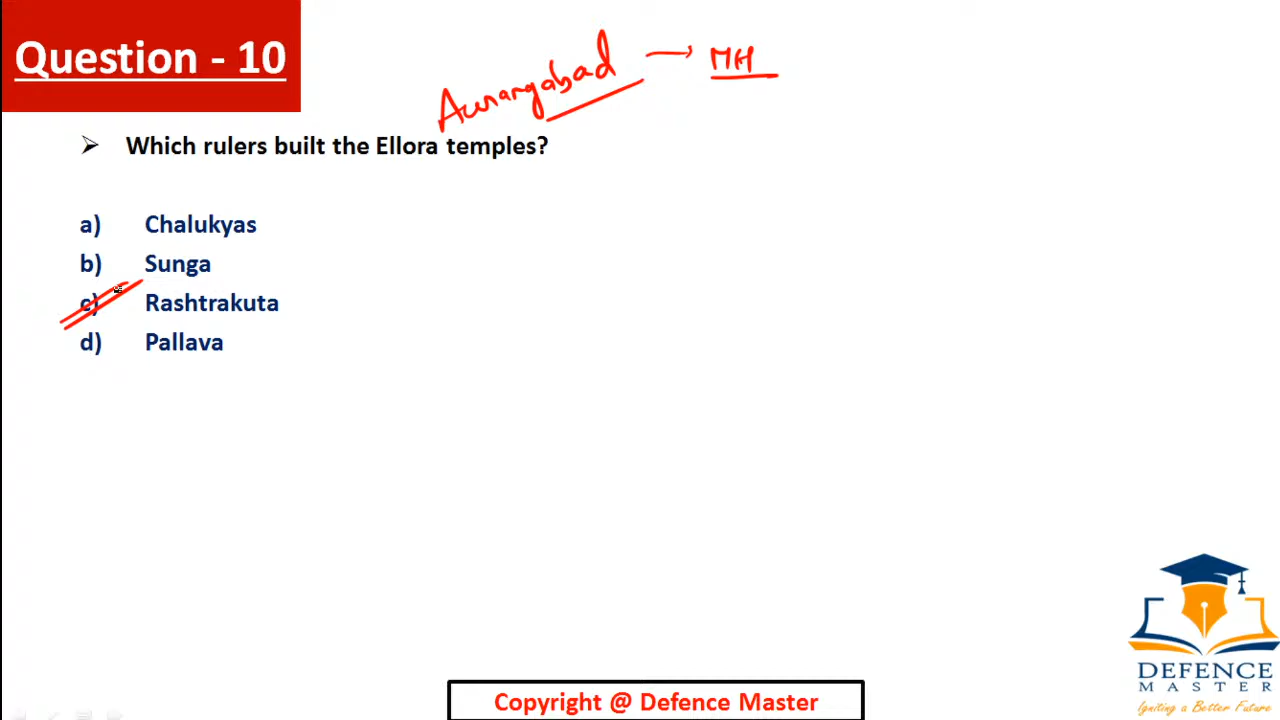 Question - 10
Aurangabad → MH
➢ Which rulers built the Ellora temples?
a) Chalukyas
b) Sunga
c) Rashtrakuta
d) Pallava
DEFENCE
MASTER
Igniting a Better Future
Copyright @ Defence Master